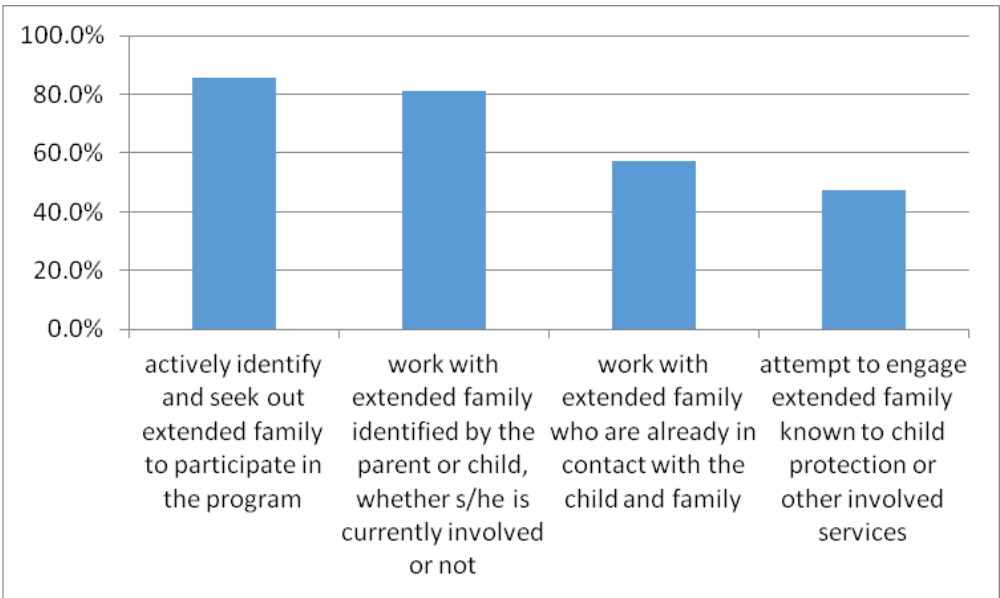 100.0%
80.0%
60.0%
40.0%
20.0%
0.0%
actively identify
and seek out
extended family
to participate in
the program
work with
extended family
identified by the
parent or child,
whether s/he is
currently involved
or not
work with
extended family
who are already in
contact with the
child and family
attempt to engage
extended family
known to child
protection or
other involved
services